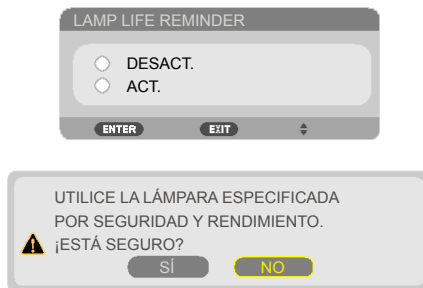 LAMP LIFE REMINDER
DESACT.
ACT.
ENTER EXIT
UTILICE LA LÁMPARA ESPECIFICADA
POR SEGURIDAD Y RENDIMIENTO.
¡ESTÁ SEGURO?
SÍ NO